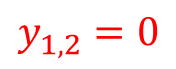 y₁,₂ = 0